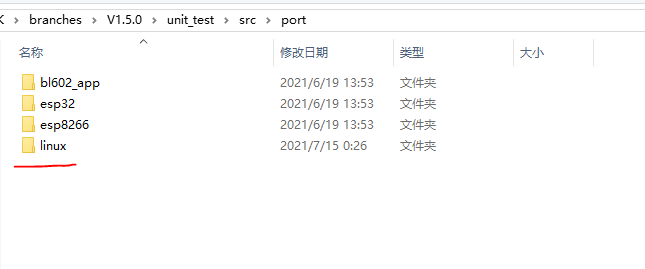 K › branches › V1.5.0 › unit_test › src › port
名称 修改日期 类型 大小
bl602_app 2021/6/19 13:53 文件夹
esp32 2021/6/19 13:53 文件夹
esp8266 2021/6/19 13:53 文件夹
linux 2021/7/15 0:26 文件夹